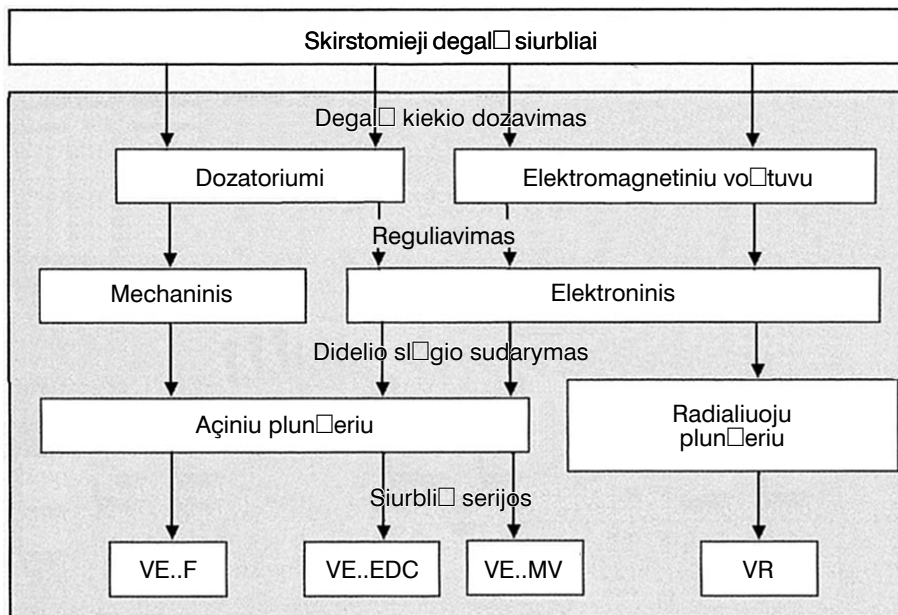 Skirstomieji degal□ siurbliai
Degal□ kiekio dozavimas
Dozatoriumi
Elektromagnetiniu vo□tuvu
Reguliavimas
Mechaninis
Elektroninis
Didelio sl□gio sudarymas
Açiniu plun□eriu
Radialiuoju
plun□eriu
Siurbli□ serijos
VE..F
VE..EDC
VE..MV
VR